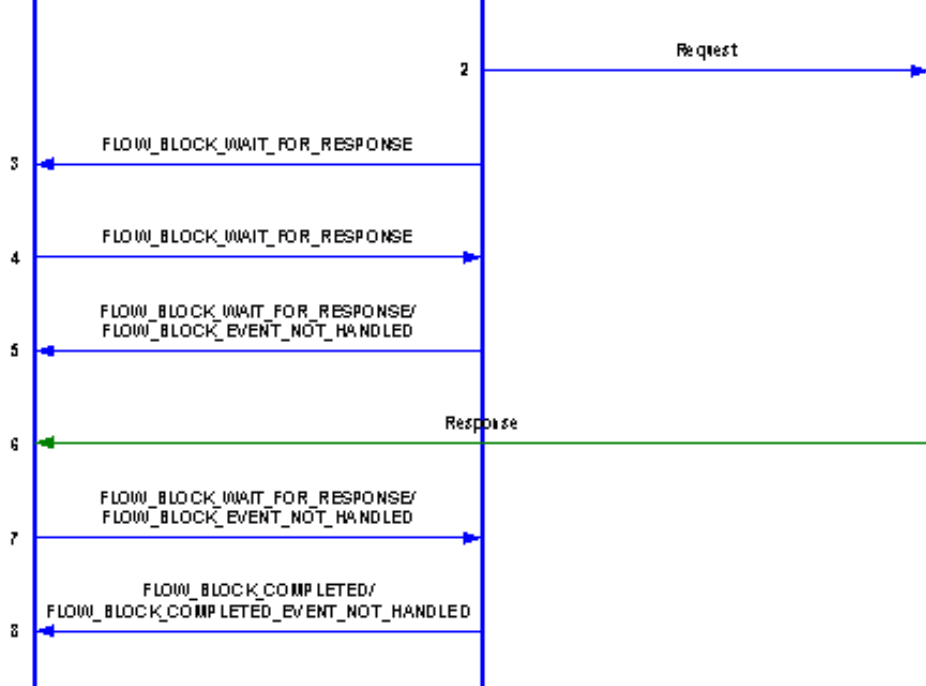 Request
2
FLOW_BLOCK_WAIT_FOR_RESPONSE
3
FLOW_BLOCK_WAIT_FOR_RESPONSE
4
FLOW_BLOCK_WAIT_FOR_RESPONSE/
FLOW_BLOCK_EVENT_NOT_HANDLED
5
Response
6
FLOW_BLOCK_WAIT_FOR_RESPONSE/
FLOW_BLOCK_EVENT_NOT_HANDLED
7
FLOW_BLOCK_COMPLETED/
FLOW_BLOCK_COMPLETED_EVENT_NOT_HANDLED
8